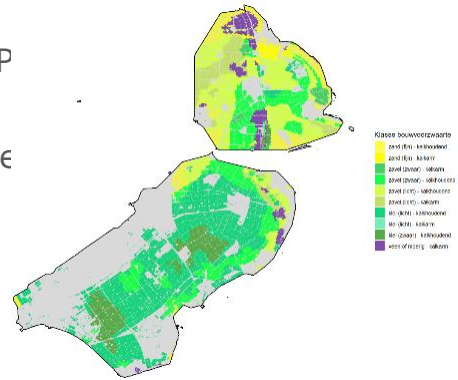 P
e
Klasse bouwvoorzwaarte
zand (fijn) - kalkhoudend
zand (fijn) - kalkarm
zavel (zwaar) - kalkarm
zavel (zwaar) - kalkhoudend
zavel (licht) - kalkhoudend
zavel (licht) - kalkarm
klei (licht) - kalkhoudend
klei (licht) - kalkarm
klei (zwaar) - kalkhoudend
veen of moerig - kalkarm